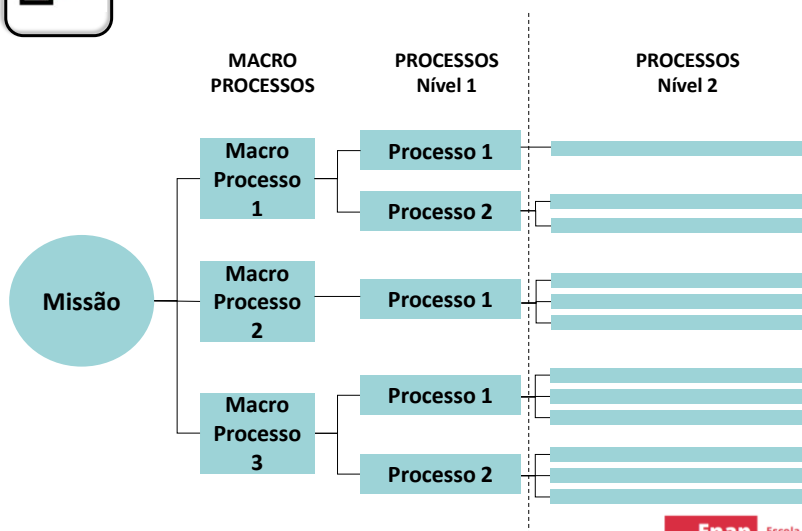 MACRO
PROCESSOS
PROCESSOS
Nível 1
PROCESSOS
Nível 2
Macro
Processo
1
Processo 1
Processo 2
Missão
Macro
Processo
2
Processo 1
Macro
Processo
3
Processo 1
Processo 2
Enap
Escola